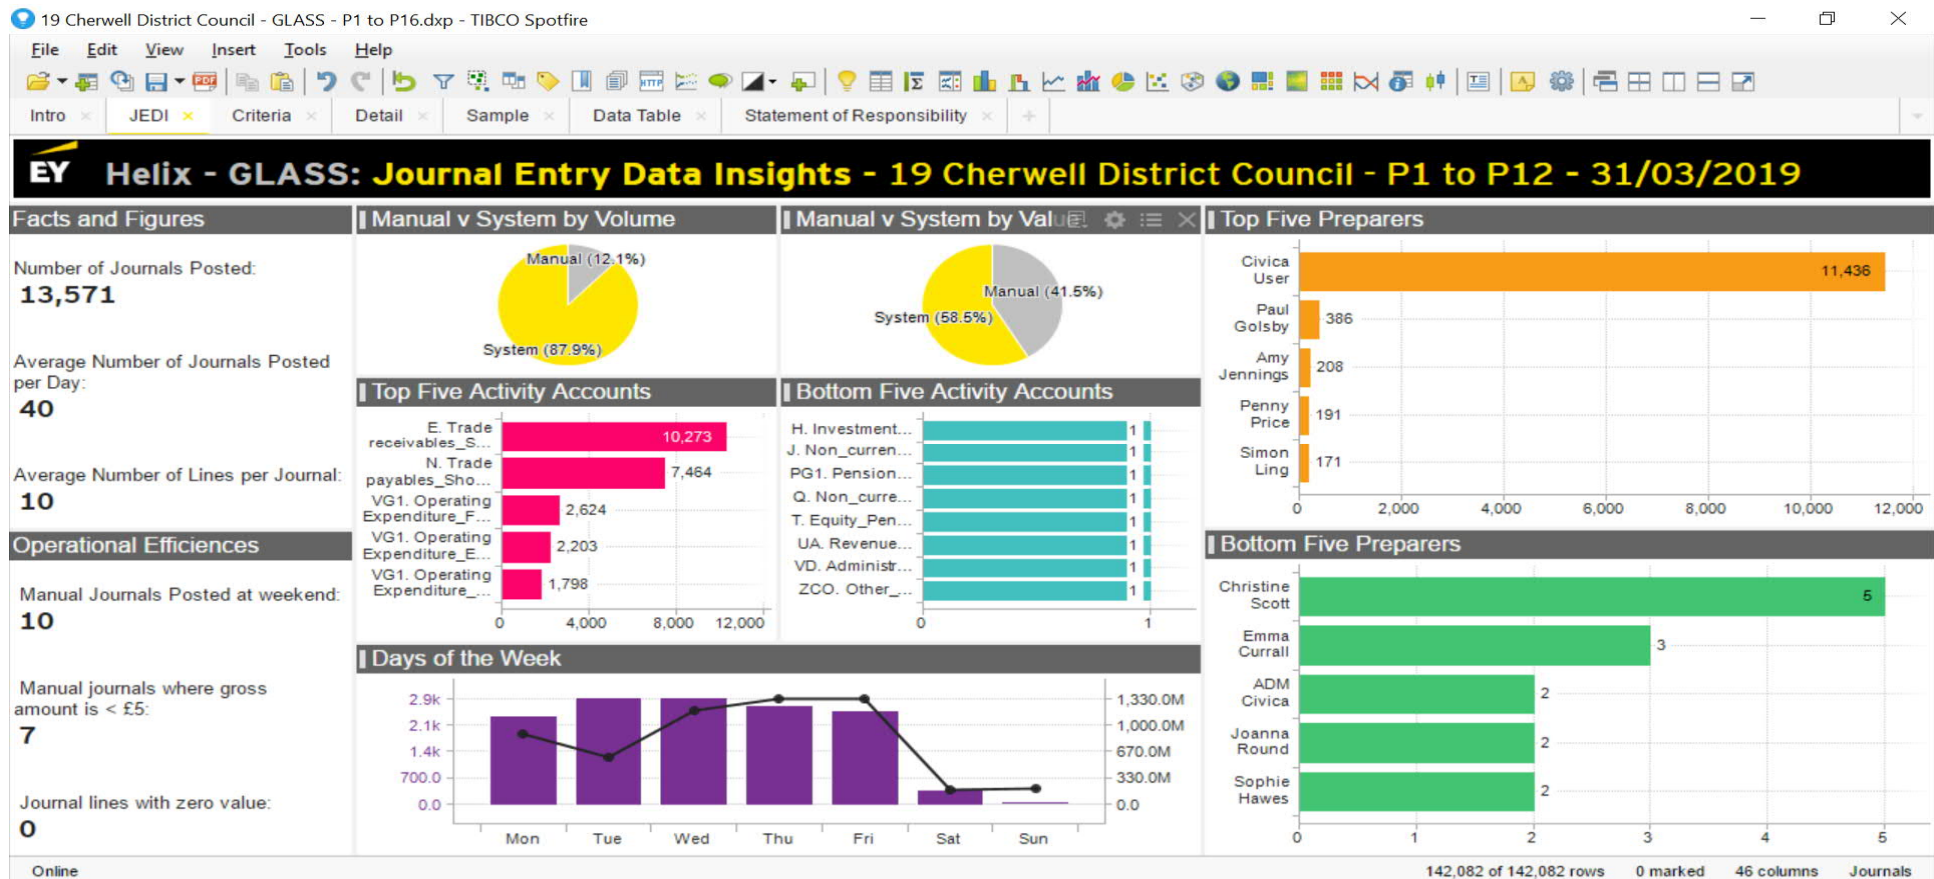 19 Cherwell District Council - GLASS - P1 to P16.dxp - TIBCO Spotfire
File Edit View Insert Tools Help
Intro JEDI Criteria Detail Sample Data Table Statement of Responsibility
EY Helix - GLASS: Journal Entry Data Insights - 19 Cherwell District Council - P1 to P12 - 31/03/2019
Facts and Figures
Number of Journals Posted:
13,571
Average Number of Journals Posted
per Day:
40
Average Number of Lines per Journal:
10
Operational Efficiences
Manual Journals Posted at weekend:
10
Manual journals where gross
amount is < £5:
7
Journal lines with zero value:
0
Manual v System by Volume
Manual (12.1%)
System (87.9%)
Manual v System by Value
Manual (41.5%)
System (58.5%)
Top Five Activity Accounts
E. Trade
receivables_S... 10,273
N. Trade
payables_Sho... 7,464
VG1. Operating
Expenditure_F... 2,624
VG1. Operating
Expenditure_E... 2,203
VG1. Operating
Expenditure_... 1,798
0 4,000 8,000 12,000
Bottom Five Activity Accounts
H. Investment... 1
J. Non_curren... 1
PG1. Pension... 1
Q. Non_curre... 1
T. Equity_Pen... 1
UA. Revenue... 1
VD. Administr... 1
ZCO. Other_... 1
0 1
Days of the Week
2.9k 1,330.0M
2.1k 1,000.0M
1.4k 670.0M
700.0 330.0M
0.0 0.0
Mon Tue Wed Thu Fri Sat Sun
Top Five Preparers
Civica
User 11,436
Paul
Golsby 386
Amy
Jennings 208
Penny
Price 191
Simon
Ling 171
0 2,000 4,000 6,000 8,000 10,000 12,000
Bottom Five Preparers
Christine
Scott 5
Emma
Currall 3
ADM
Civica 2
Joanna
Round 2
Sophie
Hawes 2
0 1 2 3 4 5
Online 142,082 of 142,082 rows 0 marked 46 columns Journals